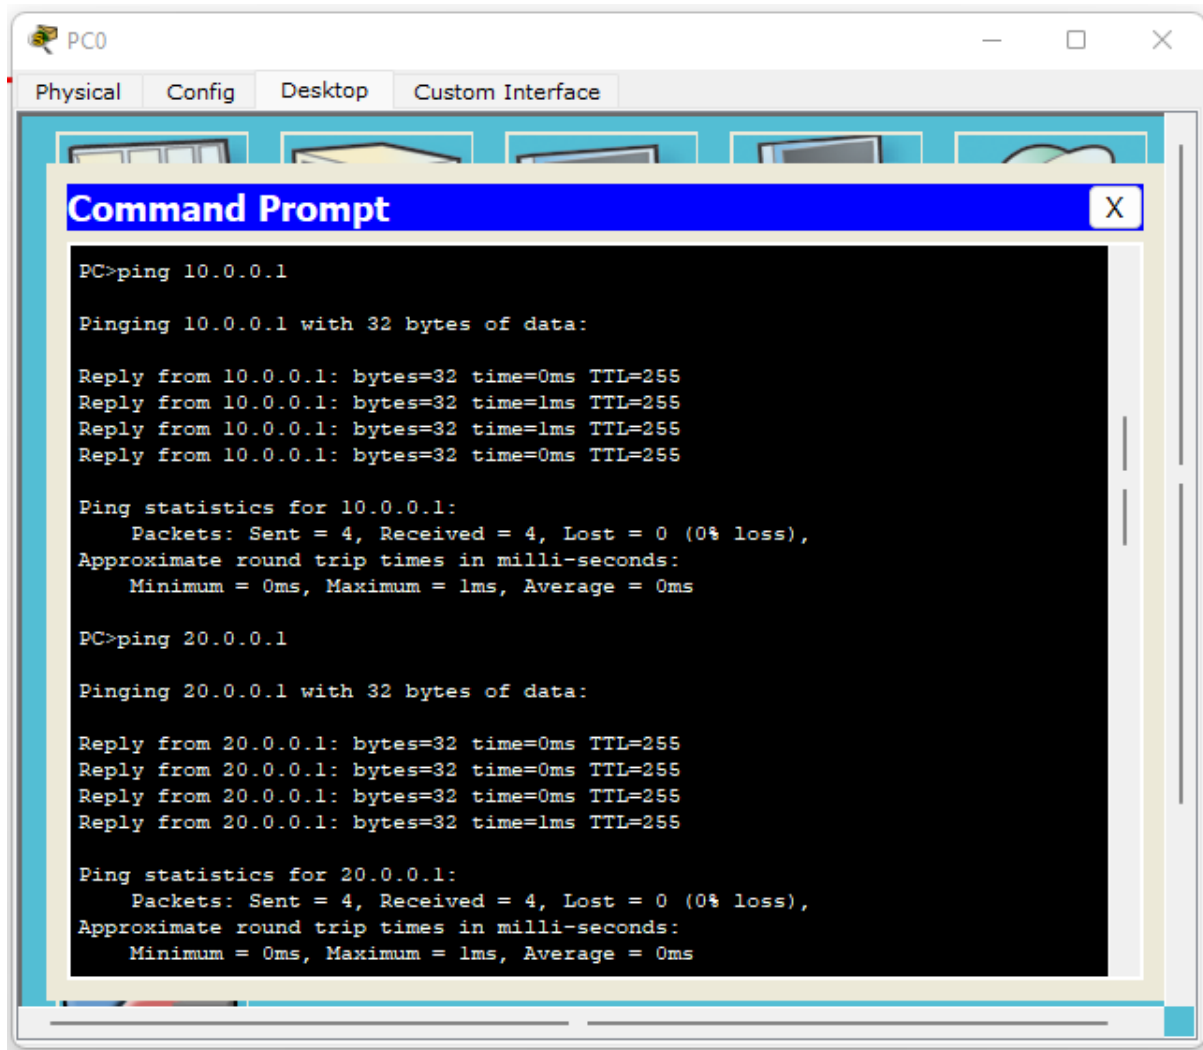 PC0
Physical Config Desktop Custom Interface
Command Prompt
X
PC>ping 10.0.0.1
Pinging 10.0.0.1 with 32 bytes of data:
Reply from 10.0.0.1: bytes=32 time=0ms TTL=255
Reply from 10.0.0.1: bytes=32 time=1ms TTL=255
Reply from 10.0.0.1: bytes=32 time=1ms TTL=255
Reply from 10.0.0.1: bytes=32 time=0ms TTL=255
Ping statistics for 10.0.0.1:
Packets: Sent = 4, Received = 4, Lost = 0 (0% loss),
Approximate round trip times in milli-seconds:
Minimum = 0ms, Maximum = 1ms, Average = 0ms
PC>ping 20.0.0.1
Pinging 20.0.0.1 with 32 bytes of data:
Reply from 20.0.0.1: bytes=32 time=0ms TTL=255
Reply from 20.0.0.1: bytes=32 time=0ms TTL=255
Reply from 20.0.0.1: bytes=32 time=0ms TTL=255
Reply from 20.0.0.1: bytes=32 time=1ms TTL=255
Ping statistics for 20.0.0.1:
Packets: Sent = 4, Received = 4, Lost = 0 (0% loss),
Approximate round trip times in milli-seconds:
Minimum = 0ms, Maximum = 1ms, Average = 0ms